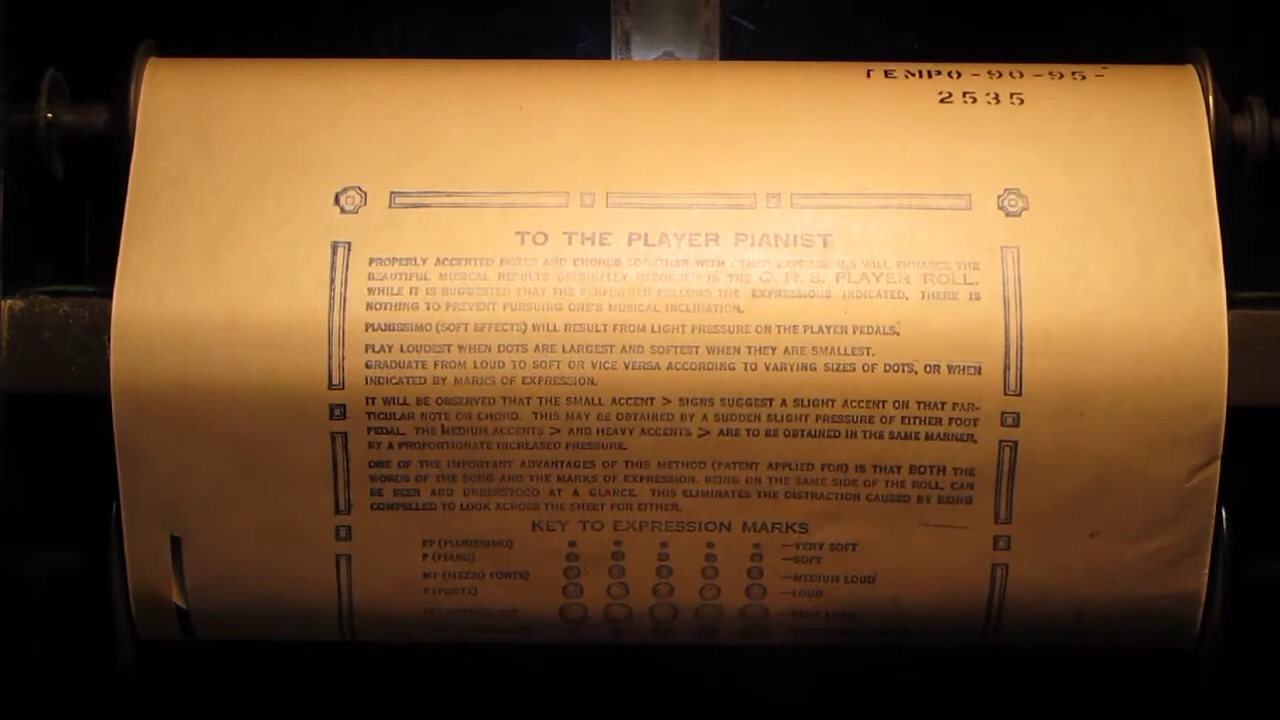 TEMPO-90-95-
2535
TO THE PLAYER PIANIST
PROPERLY ACCENTED NOTES AND CHORDS TOGETHER WITH OTHER EXPRESSIONS WILL ENHANCE THE
BEAUTIFUL MUSICAL RESULTS ORIGINALLY RECORDED IN THE Q. R. S. PLAYER ROLL.
WHILE IT IS SUGGESTED THAT THE PERFORMER FOLLOWS THE EXPRESSIONS INDICATED, THERE IS
NOTHING TO PREVENT PURSUING ONE'S MUSICAL INCLINATION.
PIANISSIMO (SOFT EFFECTS) WILL RESULT FROM LIGHT PRESSURE ON THE PLAYER PEDALS.
PLAY LOUDEST WHEN DOTS ARE LARGEST AND SOFTEST WHEN THEY ARE SMALLEST.
GRADUATE FROM LOUD TO SOFT OR VICE VERSA ACCORDING TO VARYING SIZES OF DOTS, OR WHEN
INDICATED BY MARKS OF EXPRESSION.
IT WILL BE OBSERVED THAT THE SMALL ACCENT > SIGNS SUGGEST A SLIGHT ACCENT ON THAT PAR-
TICULAR NOTE OR CHORD. THIS MAY BE OBTAINED BY A SUDDEN SLIGHT PRESSURE OF EITHER FOOT
PEDAL. THE MEDIUM ACCENTS > AND HEAVY ACCENTS > ARE TO BE OBTAINED IN THE SAME MANNER,
BY A PROPORTIONATE INCREASED PRESSURE.
ONE OF THE IMPORTANT ADVANTAGES OF THIS METHOD (PATENT APPLIED FOR) IS THAT BOTH THE
WORDS OF THE SONG AND THE MARKS OF EXPRESSION, BEING ON THE SAME SIDE OF THE ROLL, CAN
BE SEEN AND UNDERSTOOD AT A GLANCE. THIS ELIMINATES THE DISTRACTION CAUSED BY BEING
COMPELLED TO LOOK ACROSS THE SHEET FOR EITHER.
KEY TO EXPRESSION MARKS
PP (PIANISSIMO) —VERY SOFT
P (PIANO) —SOFT
MF (MEZZO FORTE) —MEDIUM LOUD
F (FORTE) —LOUD
—VERY LOUD